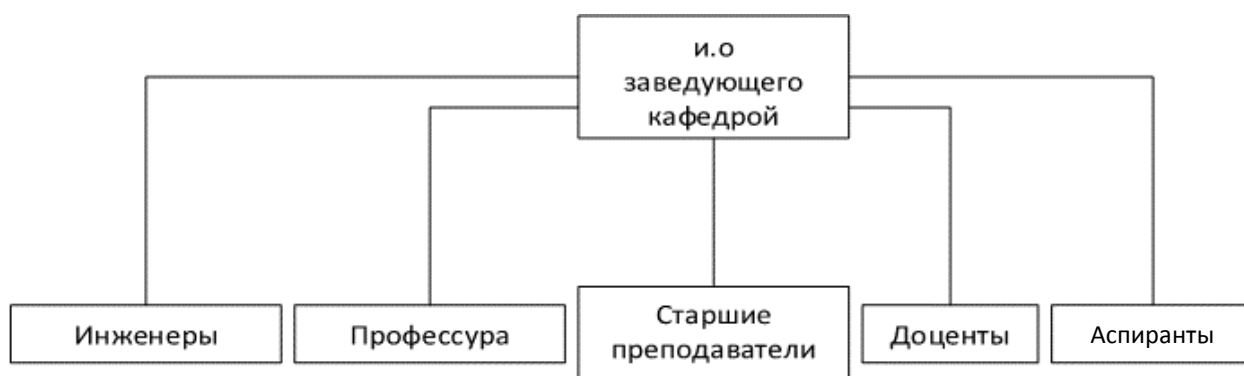 и.о
заведующего
кафедрой
Инженеры
Профессура
Старшие
преподаватели
Доценты
Аспиранты